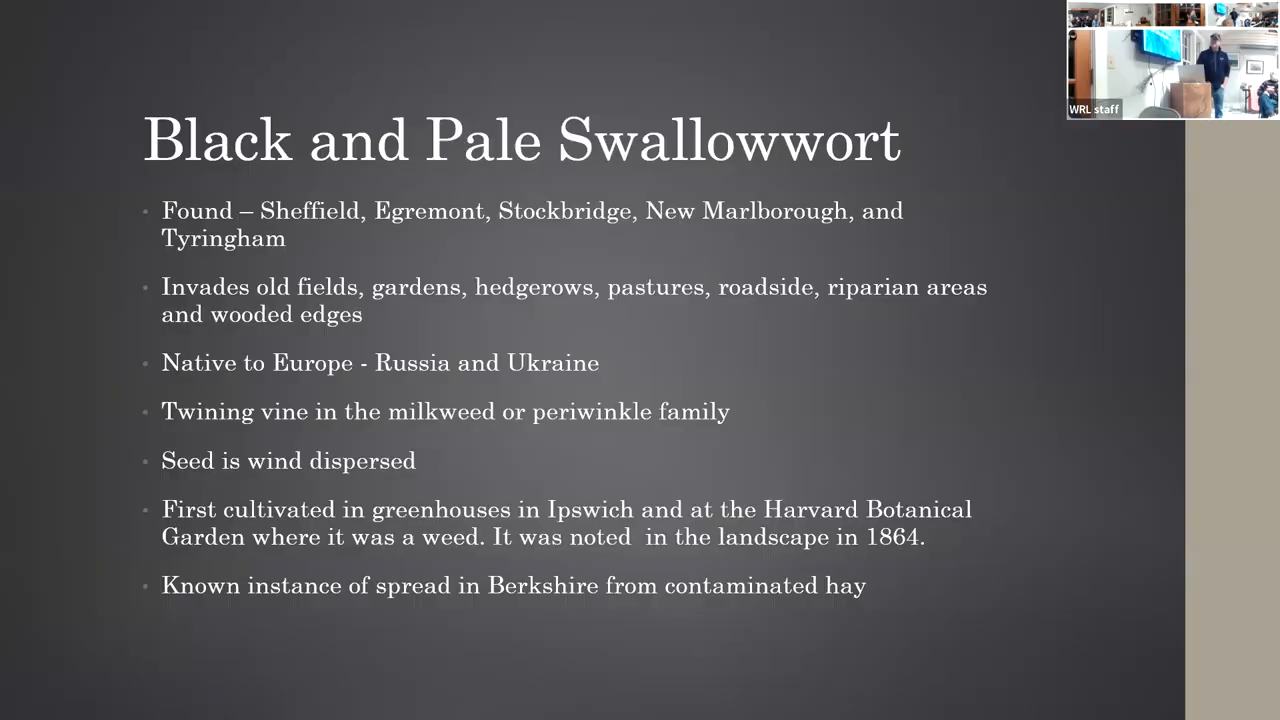 WRL staff
Black and Pale Swallowwort
Found – Sheffield, Egremont, Stockbridge, New Marlborough, and
Tyringham
Invades old fields, gardens, hedgerows, pastures, roadside, riparian areas
and wooded edges
Native to Europe - Russia and Ukraine
Twining vine in the milkweed or periwinkle family
Seed is wind dispersed
First cultivated in greenhouses in Ipswich and at the Harvard Botanical
Garden where it was a weed. It was noted  in the landscape in 1864.
Known instance of spread in Berkshire from contaminated hay